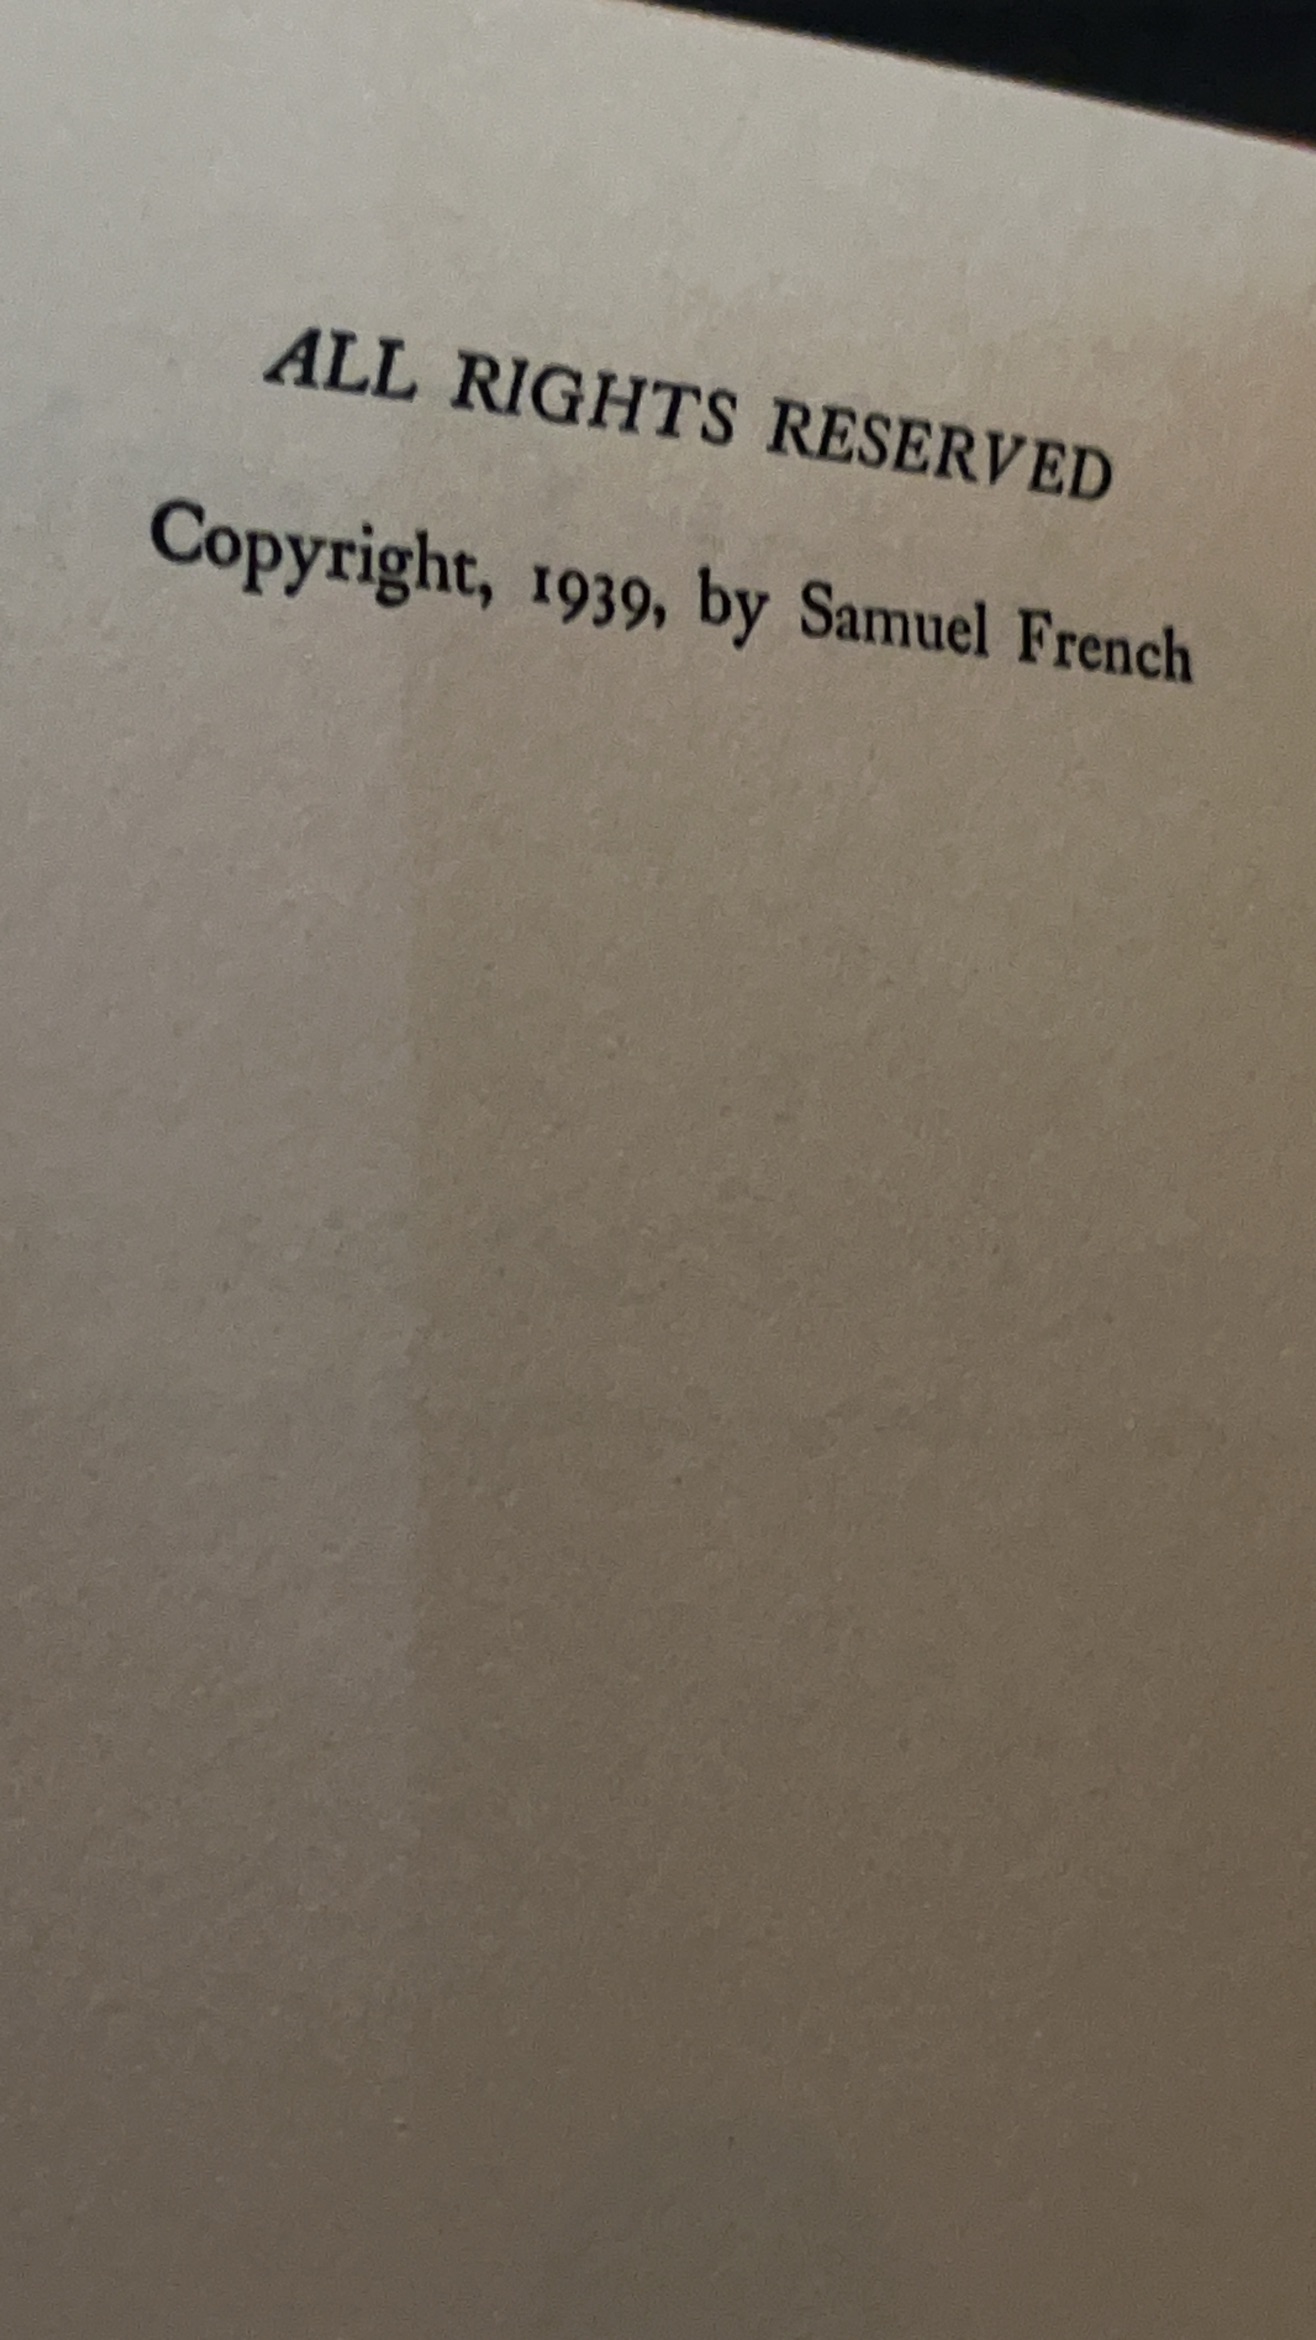 ALL RIGHTS RESERVED
Copyright, 1939, by Samuel French